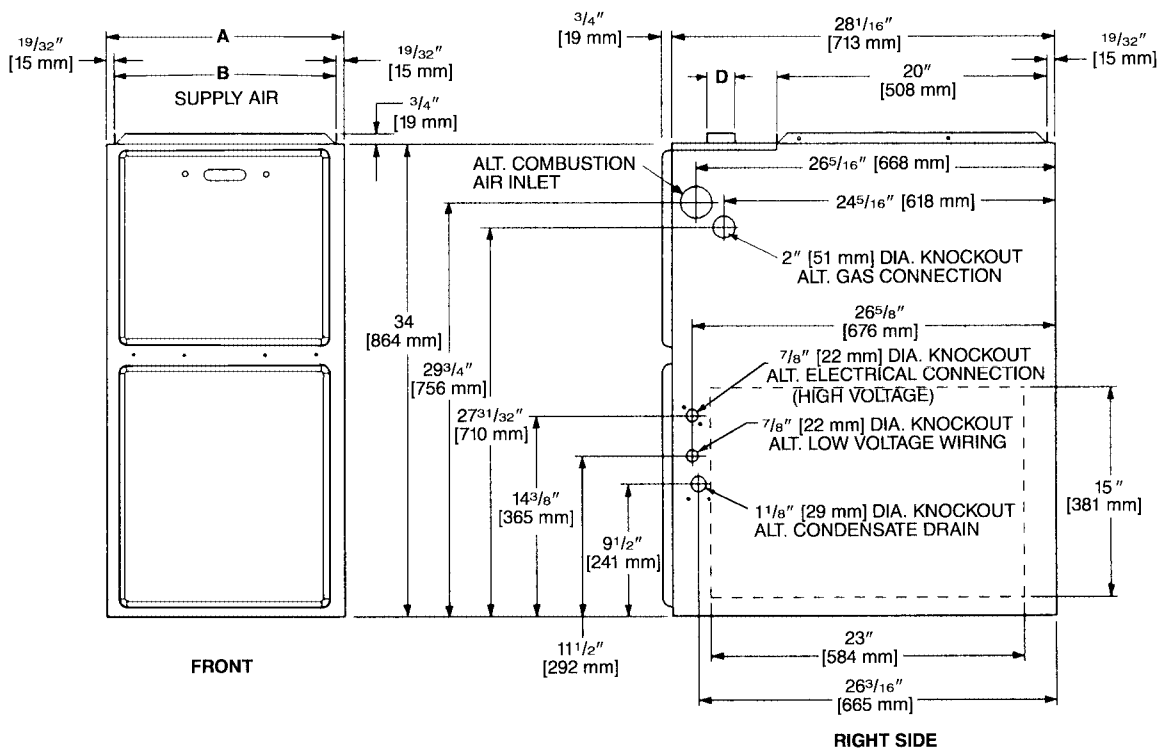 A
19/32"
[15 mm]
B
19/32"
[15 mm]
SUPPLY AIR
3/4"
[19 mm]
34
[864 mm]
29 3/4"
[756 mm]
27 31/32"
[710 mm]
14 3/8"
[365 mm]
9 1/2"
[241 mm]
11 1/2"
[292 mm]
FRONT
3/4"
[19 mm]
28 1/16"
[713 mm]
19/32"
[15 mm]
D
20"
[508 mm]
ALT. COMBUSTION
AIR INLET
26 5/16" [668 mm]
24 5/16" [618 mm]
2" [51 mm] DIA. KNOCKOUT
ALT. GAS CONNECTION
26 5/8"
[676 mm]
7/8" [22 mm] DIA. KNOCKOUT
ALT. ELECTRICAL CONNECTION
(HIGH VOLTAGE)
7/8" [22 mm] DIA. KNOCKOUT
ALT. LOW VOLTAGE WIRING
1 1/8" [29 mm] DIA. KNOCKOUT
ALT. CONDENSATE DRAIN
15"
[381 mm]
23"
[584 mm]
26 3/16"
[665 mm]
RIGHT SIDE